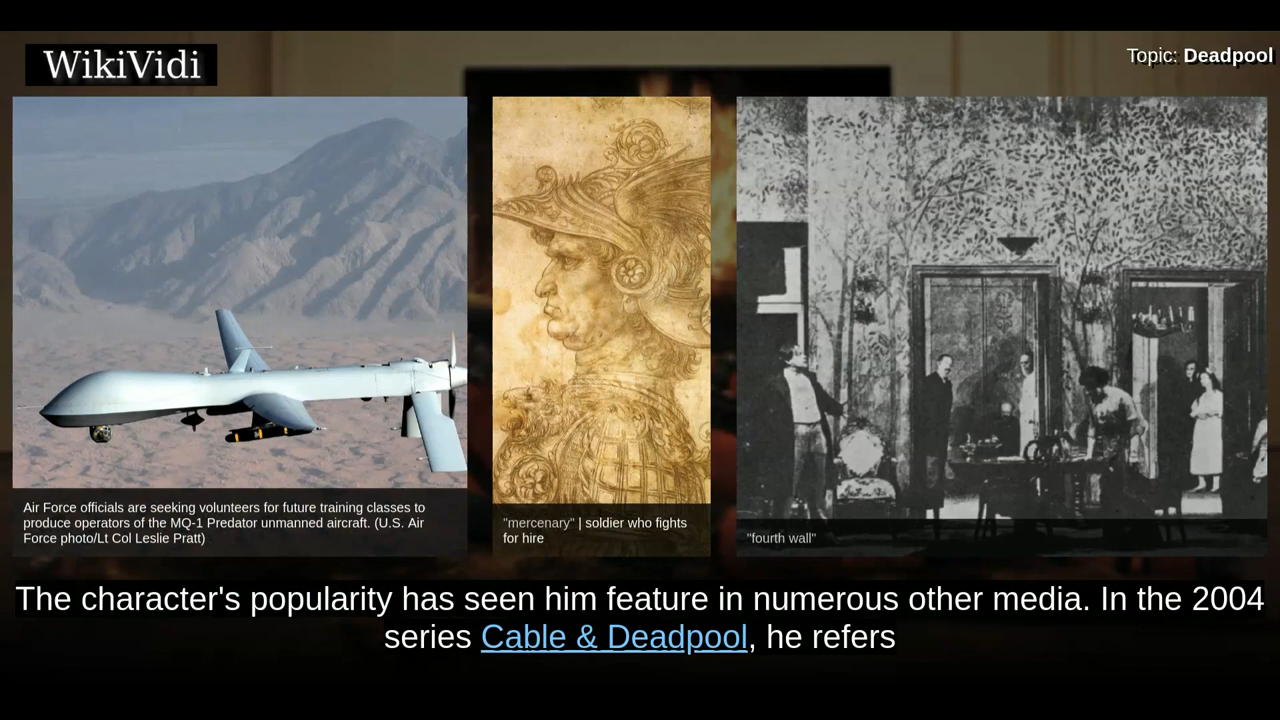 WikiVidi
Topic: Deadpool
Air Force officials are seeking volunteers for future training classes to
produce operators of the MQ-1 Predator unmanned aircraft. (U.S. Air
Force photo/Lt Col Leslie Pratt)
"mercenary" | soldier who fights
for hire
"fourth wall"
The character's popularity has seen him feature in numerous other media. In the 2004
series Cable & Deadpool, he refers